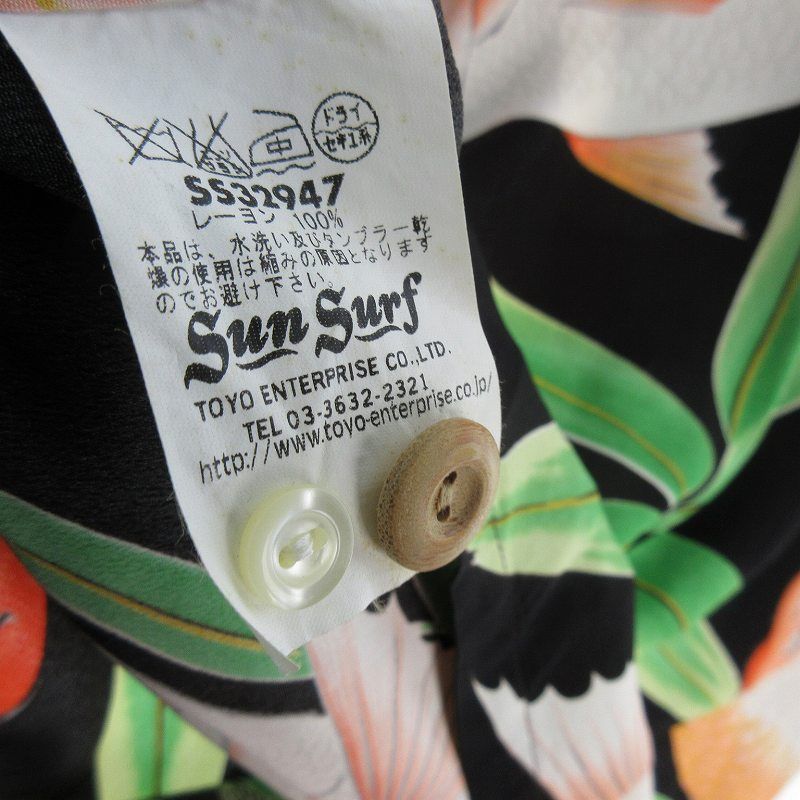 ドライ
セキユ系
中
SS32947
レーヨン 100%
本品は、水洗い及びタンブラー乾
燥の使用は縮みの原因となります
のでお避け下さい。
Sun Surf
TOYO ENTERPRISE CO.,LTD.
TEL 03-3632-2321
http://www.toyo-enterprise.co.jp/